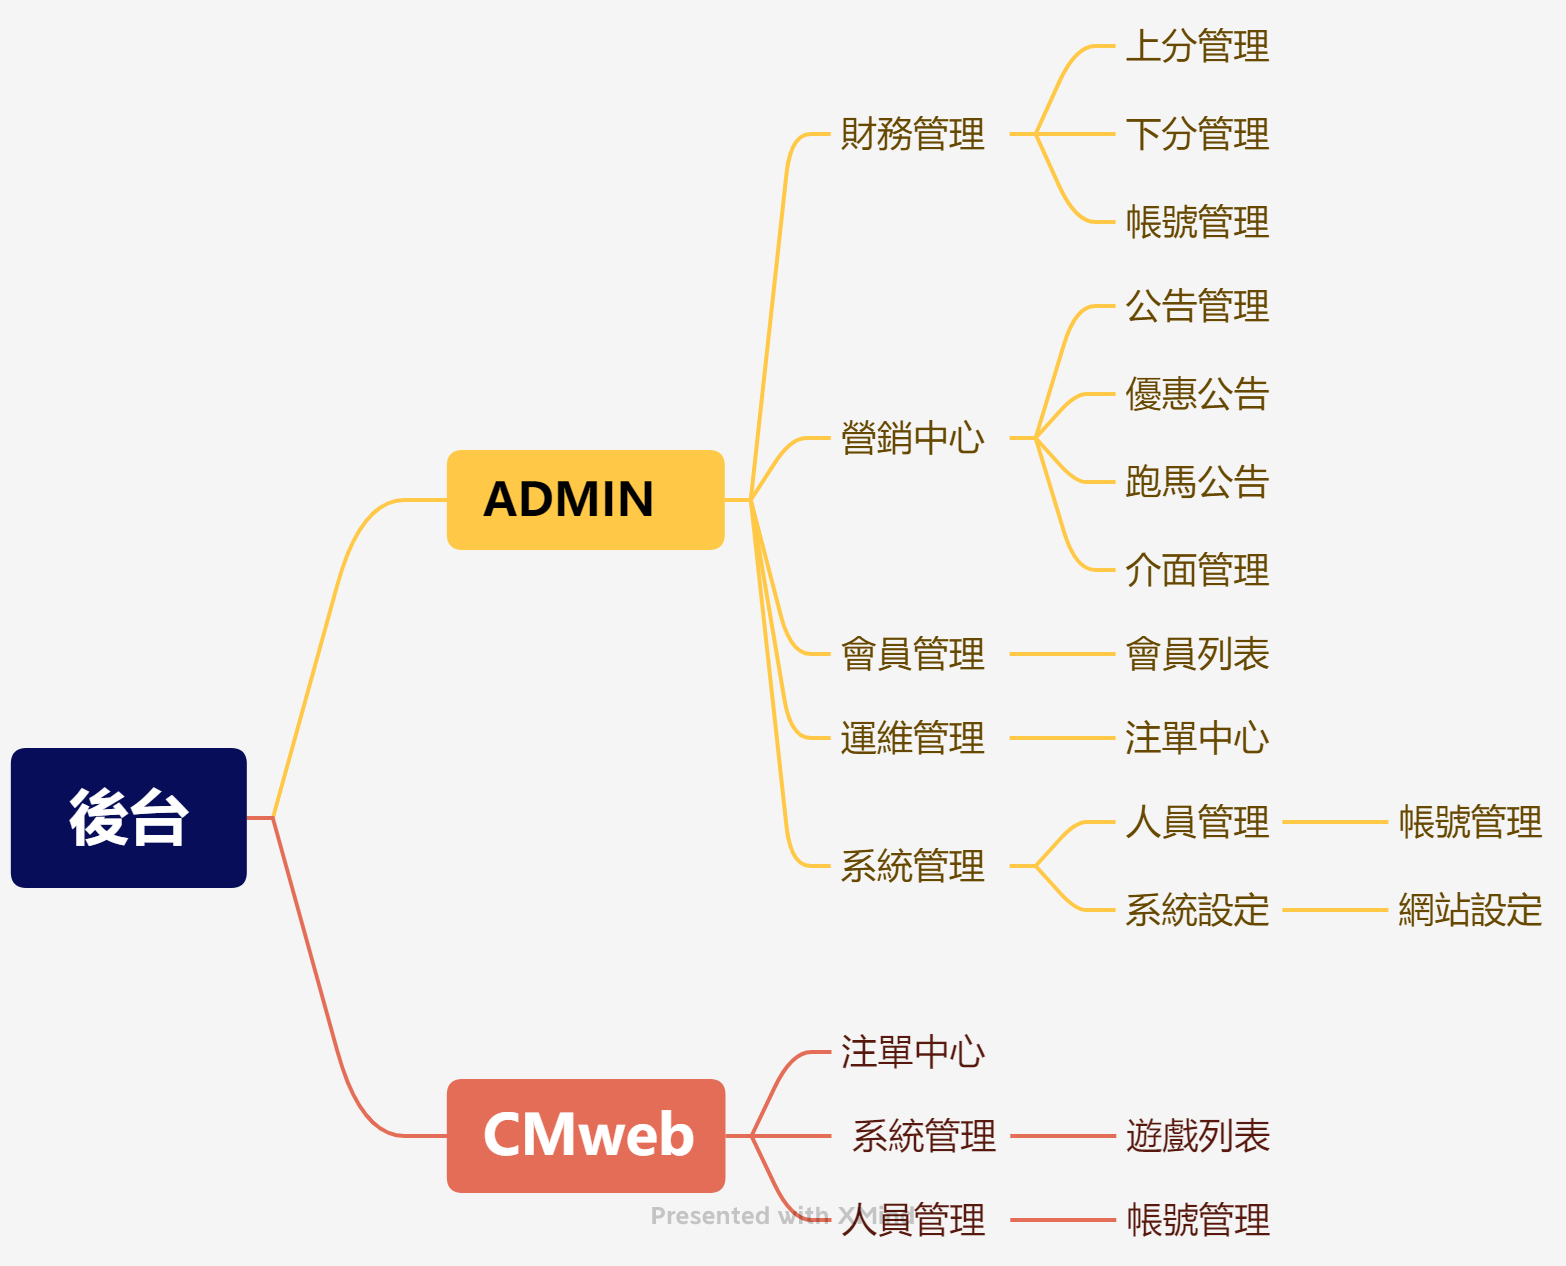 後台
ADMIN
財務管理
上分管理
下分管理
帳號管理
營銷中心
公告管理
優惠公告
跑馬公告
介面管理
會員管理
會員列表
運維管理
注單中心
系統管理
人員管理
帳號管理
系統設定
網站設定
CMweb
注單中心
系統管理
遊戲列表
人員管理
帳號管理
Presented with XMind